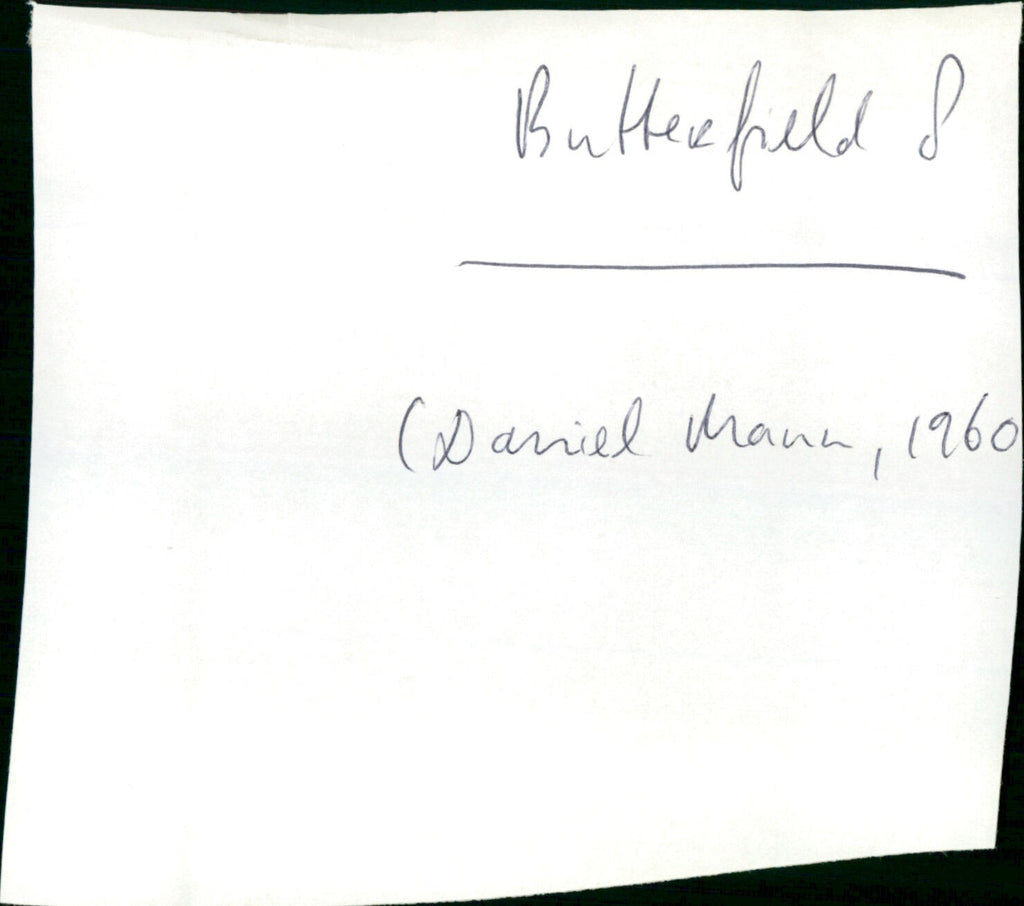 Butterfield 8
(Daniel Mann, 1960